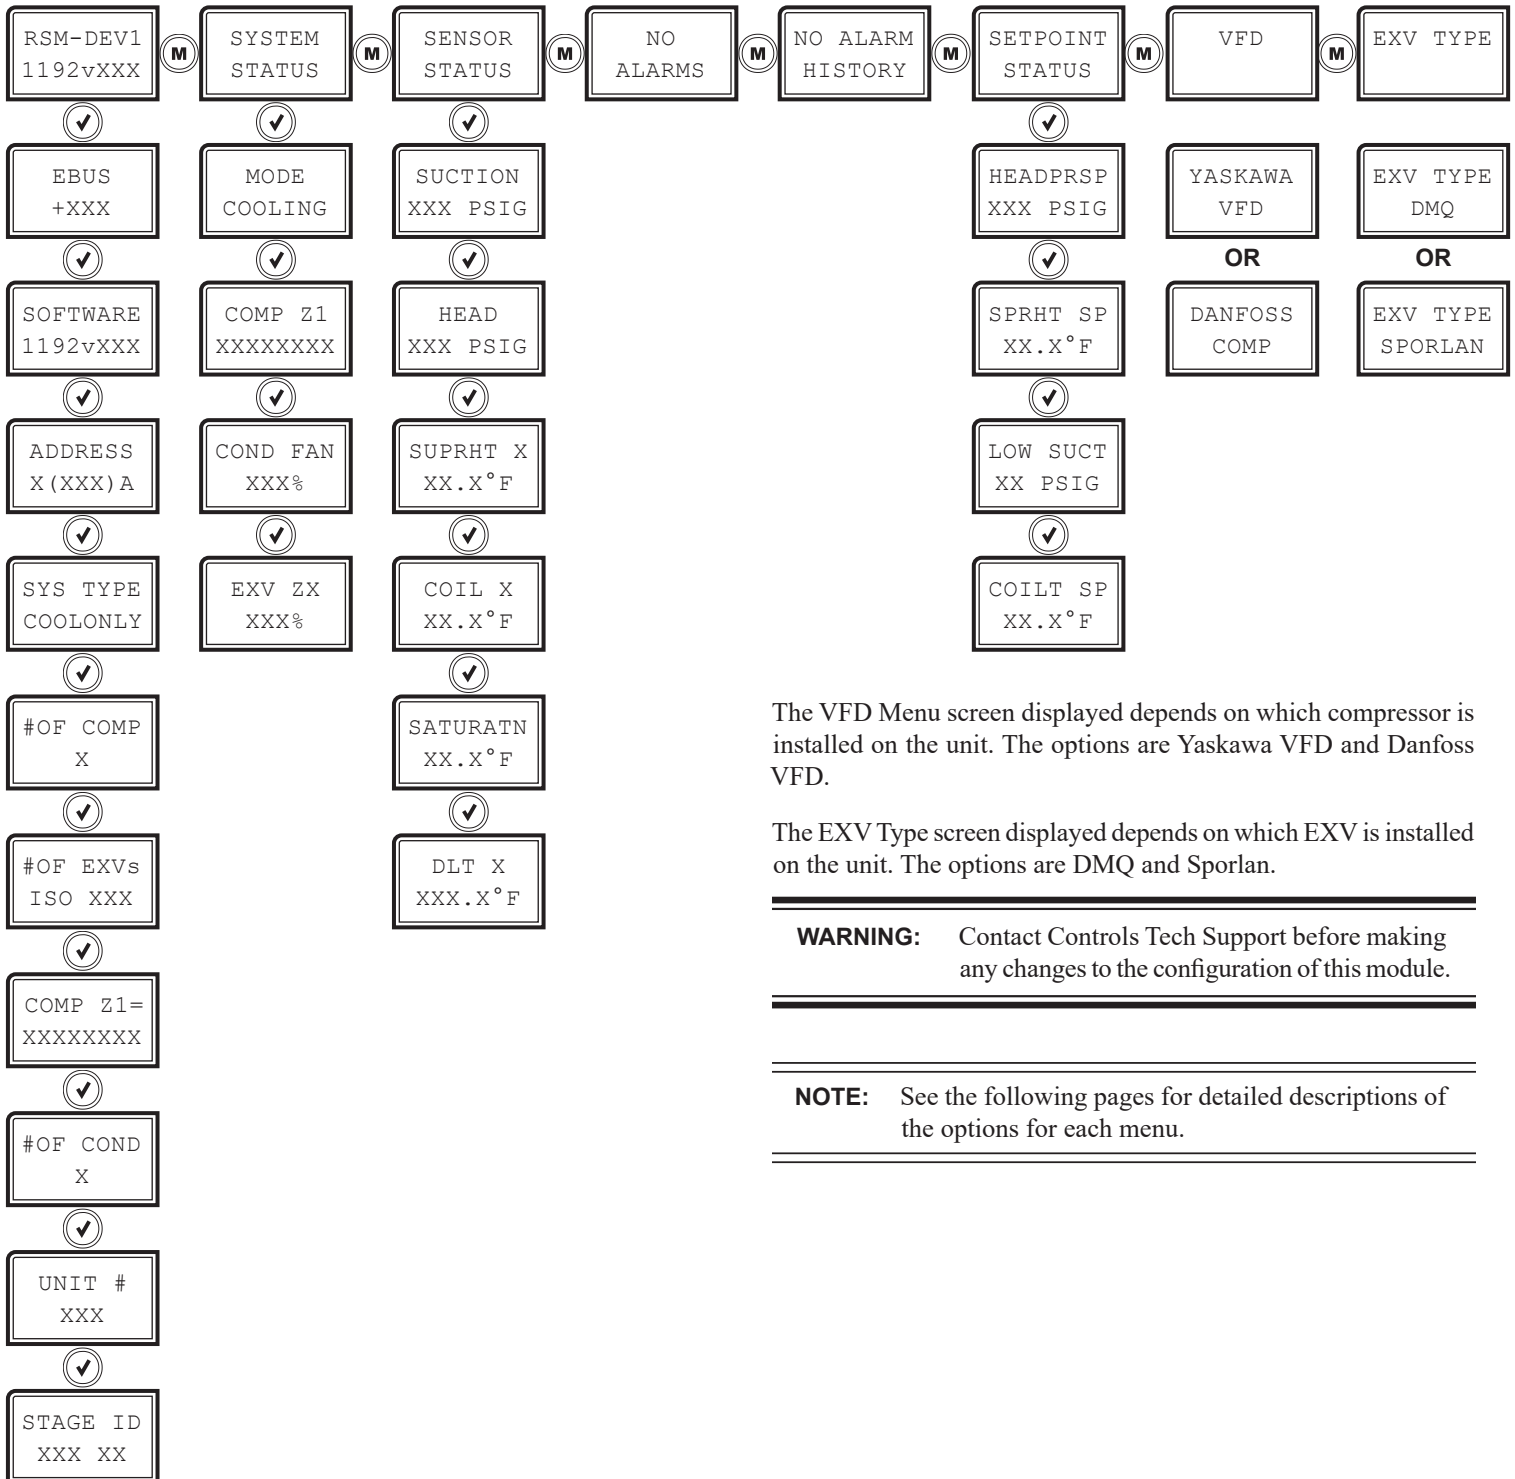 RSM-DEV1
1192vXXX
M
SYSTEM
STATUS
M
SENSOR
STATUS
M
NO
ALARMS
M
NO ALARM
HISTORY
M
SETPOINT
STATUS
M
VFD
M
EXV TYPE
EBUS
+XXX
SOFTWARE
1192vXXX
ADDRESS
X(XXX)A
SYS TYPE
COOLONLY
#OF COMP
X
#OF EXVs
ISO XXX
COMP Z1=
XXXXXXXX
#OF COND
X
UNIT #
XXX
STAGE ID
XXX XX
MODE
COOLING
COMP Z1
XXXXXXXX
COND FAN
XXX%
EXV ZX
XXX%
SUCTION
XXX PSIG
HEAD
XXX PSIG
SUPRHT X
XX.X°F
COIL X
XX.X°F
SATURATN
XX.X°F
DLT X
XXX.X°F
HEADPRSP
XXX PSIG
SPRHT SP
XX.X°F
LOW SUCT
XX PSIG
COILT SP
XX.X°F
YASKAWA
VFD
OR
DANFOSS
COMP
EXV TYPE
DMQ
OR
EXV TYPE
SPORLAN
The VFD Menu screen displayed depends on which compressor is
installed on the unit. The options are Yaskawa VFD and Danfoss
VFD.
The EXV Type screen displayed depends on which EXV is installed
on the unit. The options are DMQ and Sporlan.
WARNING: Contact Controls Tech Support before making
any changes to the configuration of this module.
NOTE: See the following pages for detailed descriptions of
the options for each menu.